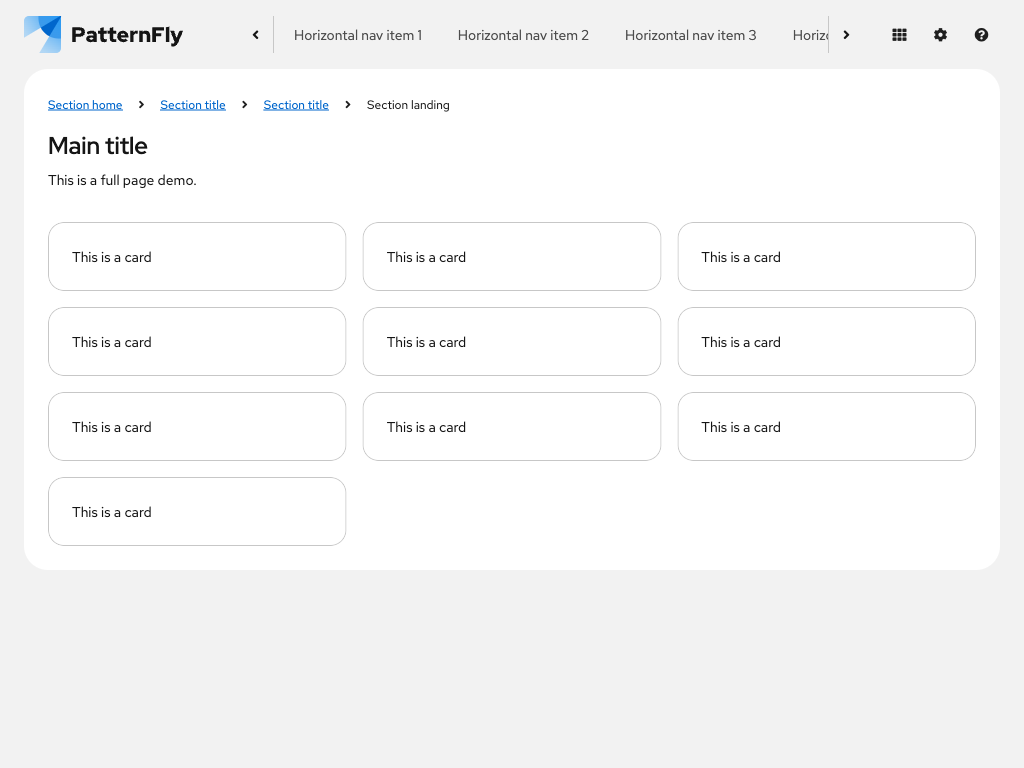 PatternFly Horizontal nav item 1 Horizontal nav item 2 Horizontal nav item 3
Section home Section title Section title Section landing
Main title
This is a full page demo.
This is a card This is a card This is a card
This is a card This is a card This is a card
This is a card This is a card This is a card
This is a card